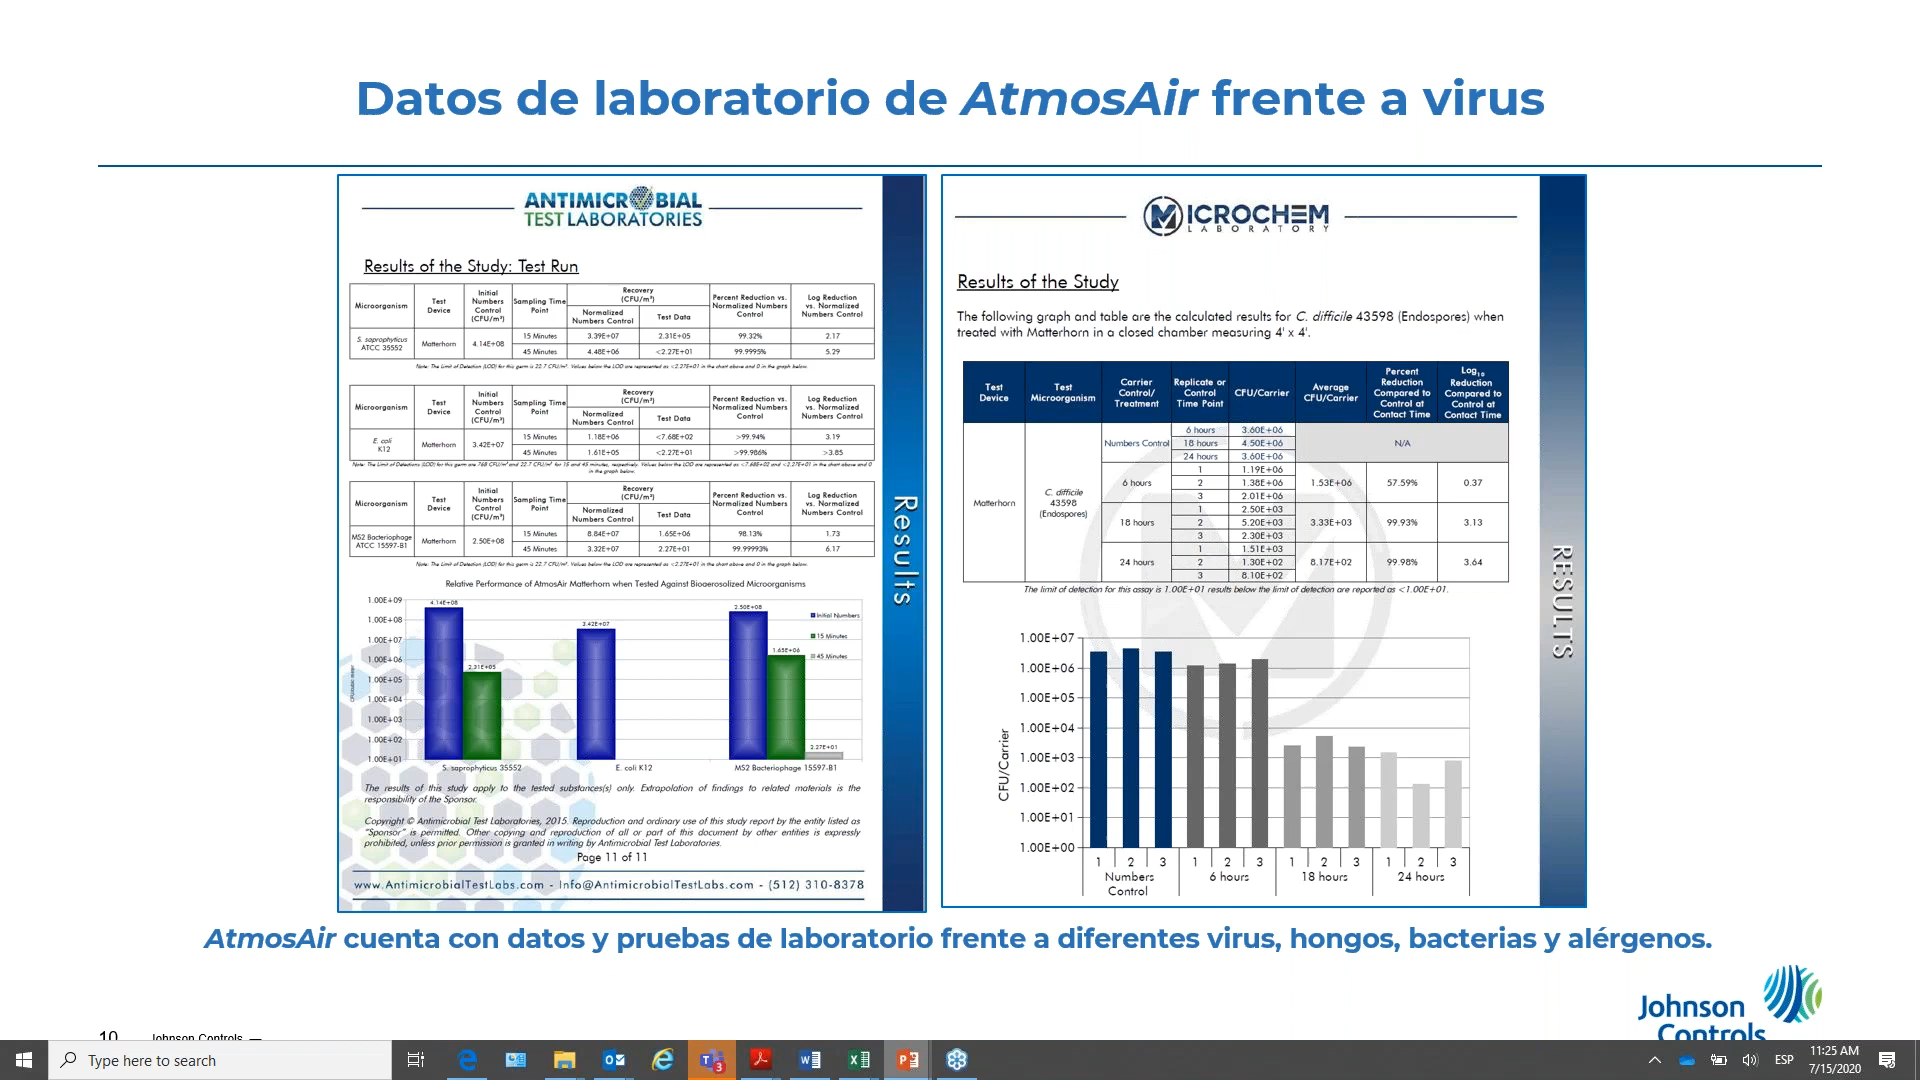 Datos de laboratorio de AtmosAir frente a virus
ANTIMICROBIAL
TEST LABORATORIES
Results of the Study: Test Run
Microorganism
Test Device
Initial Numbers Control (CFU/m³)
Sampling Time Point
Recovery (CFU/m³)
Normalized Numbers Control
Test Data
Percent Reduction vs. Normalized Numbers Control
Log Reduction vs. Normalized Numbers Control
S. saprophyticus ATCC 35552
Matterhorn
4.14E+08
15 Minutes 3.39E+07 2.31E+05 99.32% 2.17
45 Minutes 4.48E+06 <2.27E+01 99.9995% 5.29
Note: The Limit of Detection (LOD) for this germ is 22.7 CFU/m³. Values below the LOD are represented as <2.27E+01 in the chart above and 0 in the graph below.
Microorganism
Test Device
Initial Numbers Control (CFU/m³)
Sampling Time Point
Recovery (CFU/m³)
Normalized Numbers Control
Test Data
Percent Reduction vs. Normalized Numbers Control
Log Reduction vs. Normalized Numbers Control
E. coli K12
Matterhorn
3.42E+07
15 Minutes 1.18E+06 <7.68E+02 >99.94% 3.19
45 Minutes 1.61E+05 <2.27E+01 >99.986% >3.85
Note: The Limit of Detections (LOD) for this germ are 768 CFU/m³ and 22.7 CFU/m³ for 15 and 45 minutes, respectively. Values below the LOD are represented as <7.68E+02 and <2.27E+01 in the chart above and 0
in the graph below.
Microorganism
Test Device
Initial Numbers Control (CFU/m³)
Sampling Time Point
Recovery (CFU/m³)
Normalized Numbers Control
Test Data
Percent Reduction vs. Normalized Numbers Control
Log Reduction vs. Normalized Numbers Control
MS2 Bacteriophage ATCC 15597-B1
Matterhorn
2.50E+08
15 Minutes 8.84E+07 1.65E+06 98.13% 1.73
45 Minutes 3.32E+07 2.27E+01 99.99993% 6.17
Note: The Limit of Detection (LOD) for this germ is 22.7 CFU/m³. Values below the LOD are represented as <2.27E+01 in the chart above and 0 in the graph below.
Relative Performance of AtmosAir Matterhorn when Tested Against Bioaerosolized Microorganisms
1.00E+09
1.00E+08
1.00E+07
1.00E+06
1.00E+05
1.00E+04
1.00E+03
1.00E+02
1.00E+01
4.14E+08
2.31E+05
3.42E+07
2.50E+08
1.65E+06
2.27E+01
Initial Numbers
15 Minutes
45 Minutes
S. saprophyticus 35552
E. coli K12
MS2 Bacteriophage 15597-B1
The results of this study apply to the tested substances(s) only. Extrapolation of findings to related materials is the
responsibility of the Sponsor.
Copyright © Antimicrobial Test Laboratories, 2015. Reproduction and ordinary use of this study report by the entity listed as
“Sponsor” is permitted. Other copying and reproduction of all or part of this document by other entities is expressly
prohibited, unless prior permission is granted in writing by Antimicrobial Test Laboratories.
Page 11 of 11
www.AntimicrobialTestLabs.com - Info@AntimicrobialTestLabs.com - (512) 310-8378
Results
MICROCHEM
LABORATORY
Results of the Study
The following graph and table are the calculated results for C. difficile 43598 (Endospores) when
treated with Matterhorn in a closed chamber measuring 4' x 4'.
Test Device
Test Microorganism
Carrier Control/ Treatment
Replicate or Control Time Point
CFU/Carrier
Average CFU/Carrier
Percent Reduction Compared to Control at Contact Time
Log10 Reduction Compared to Control at Contact Time
Matterhorn
C. difficile 43598 (Endospores)
Numbers Control
6 hours 3.60E+06
18 hours 4.50E+06
24 hours 3.60E+06
N/A
6 hours
1 1.19E+06
2 1.38E+06
3 2.01E+06
1.53E+06 57.59% 0.37
18 hours
1 2.50E+03
2 5.20E+03
3 2.30E+03
3.33E+03 99.93% 3.13
24 hours
1 1.51E+03
2 1.30E+02
3 8.10E+02
8.17E+02 99.98% 3.64
The limit of detection for this assay is 1.00E+01 results below the limit of detection are reported as <1.00E+01.
CFU/Carrier
1.00E+07
1.00E+06
1.00E+05
1.00E+04
1.00E+03
1.00E+02
1.00E+01
1.00E+00
1 2 3 1 2 3 1 2 3 1 2 3
Numbers Control 6 hours 18 hours 24 hours
RESULTS
AtmosAir cuenta con datos y pruebas de laboratorio frente a diferentes virus, hongos, bacterias y alérgenos.
Johnson
Controls
10 Johnson Controls —
Type here to search
3
ESP
11:25 AM
7/15/2020